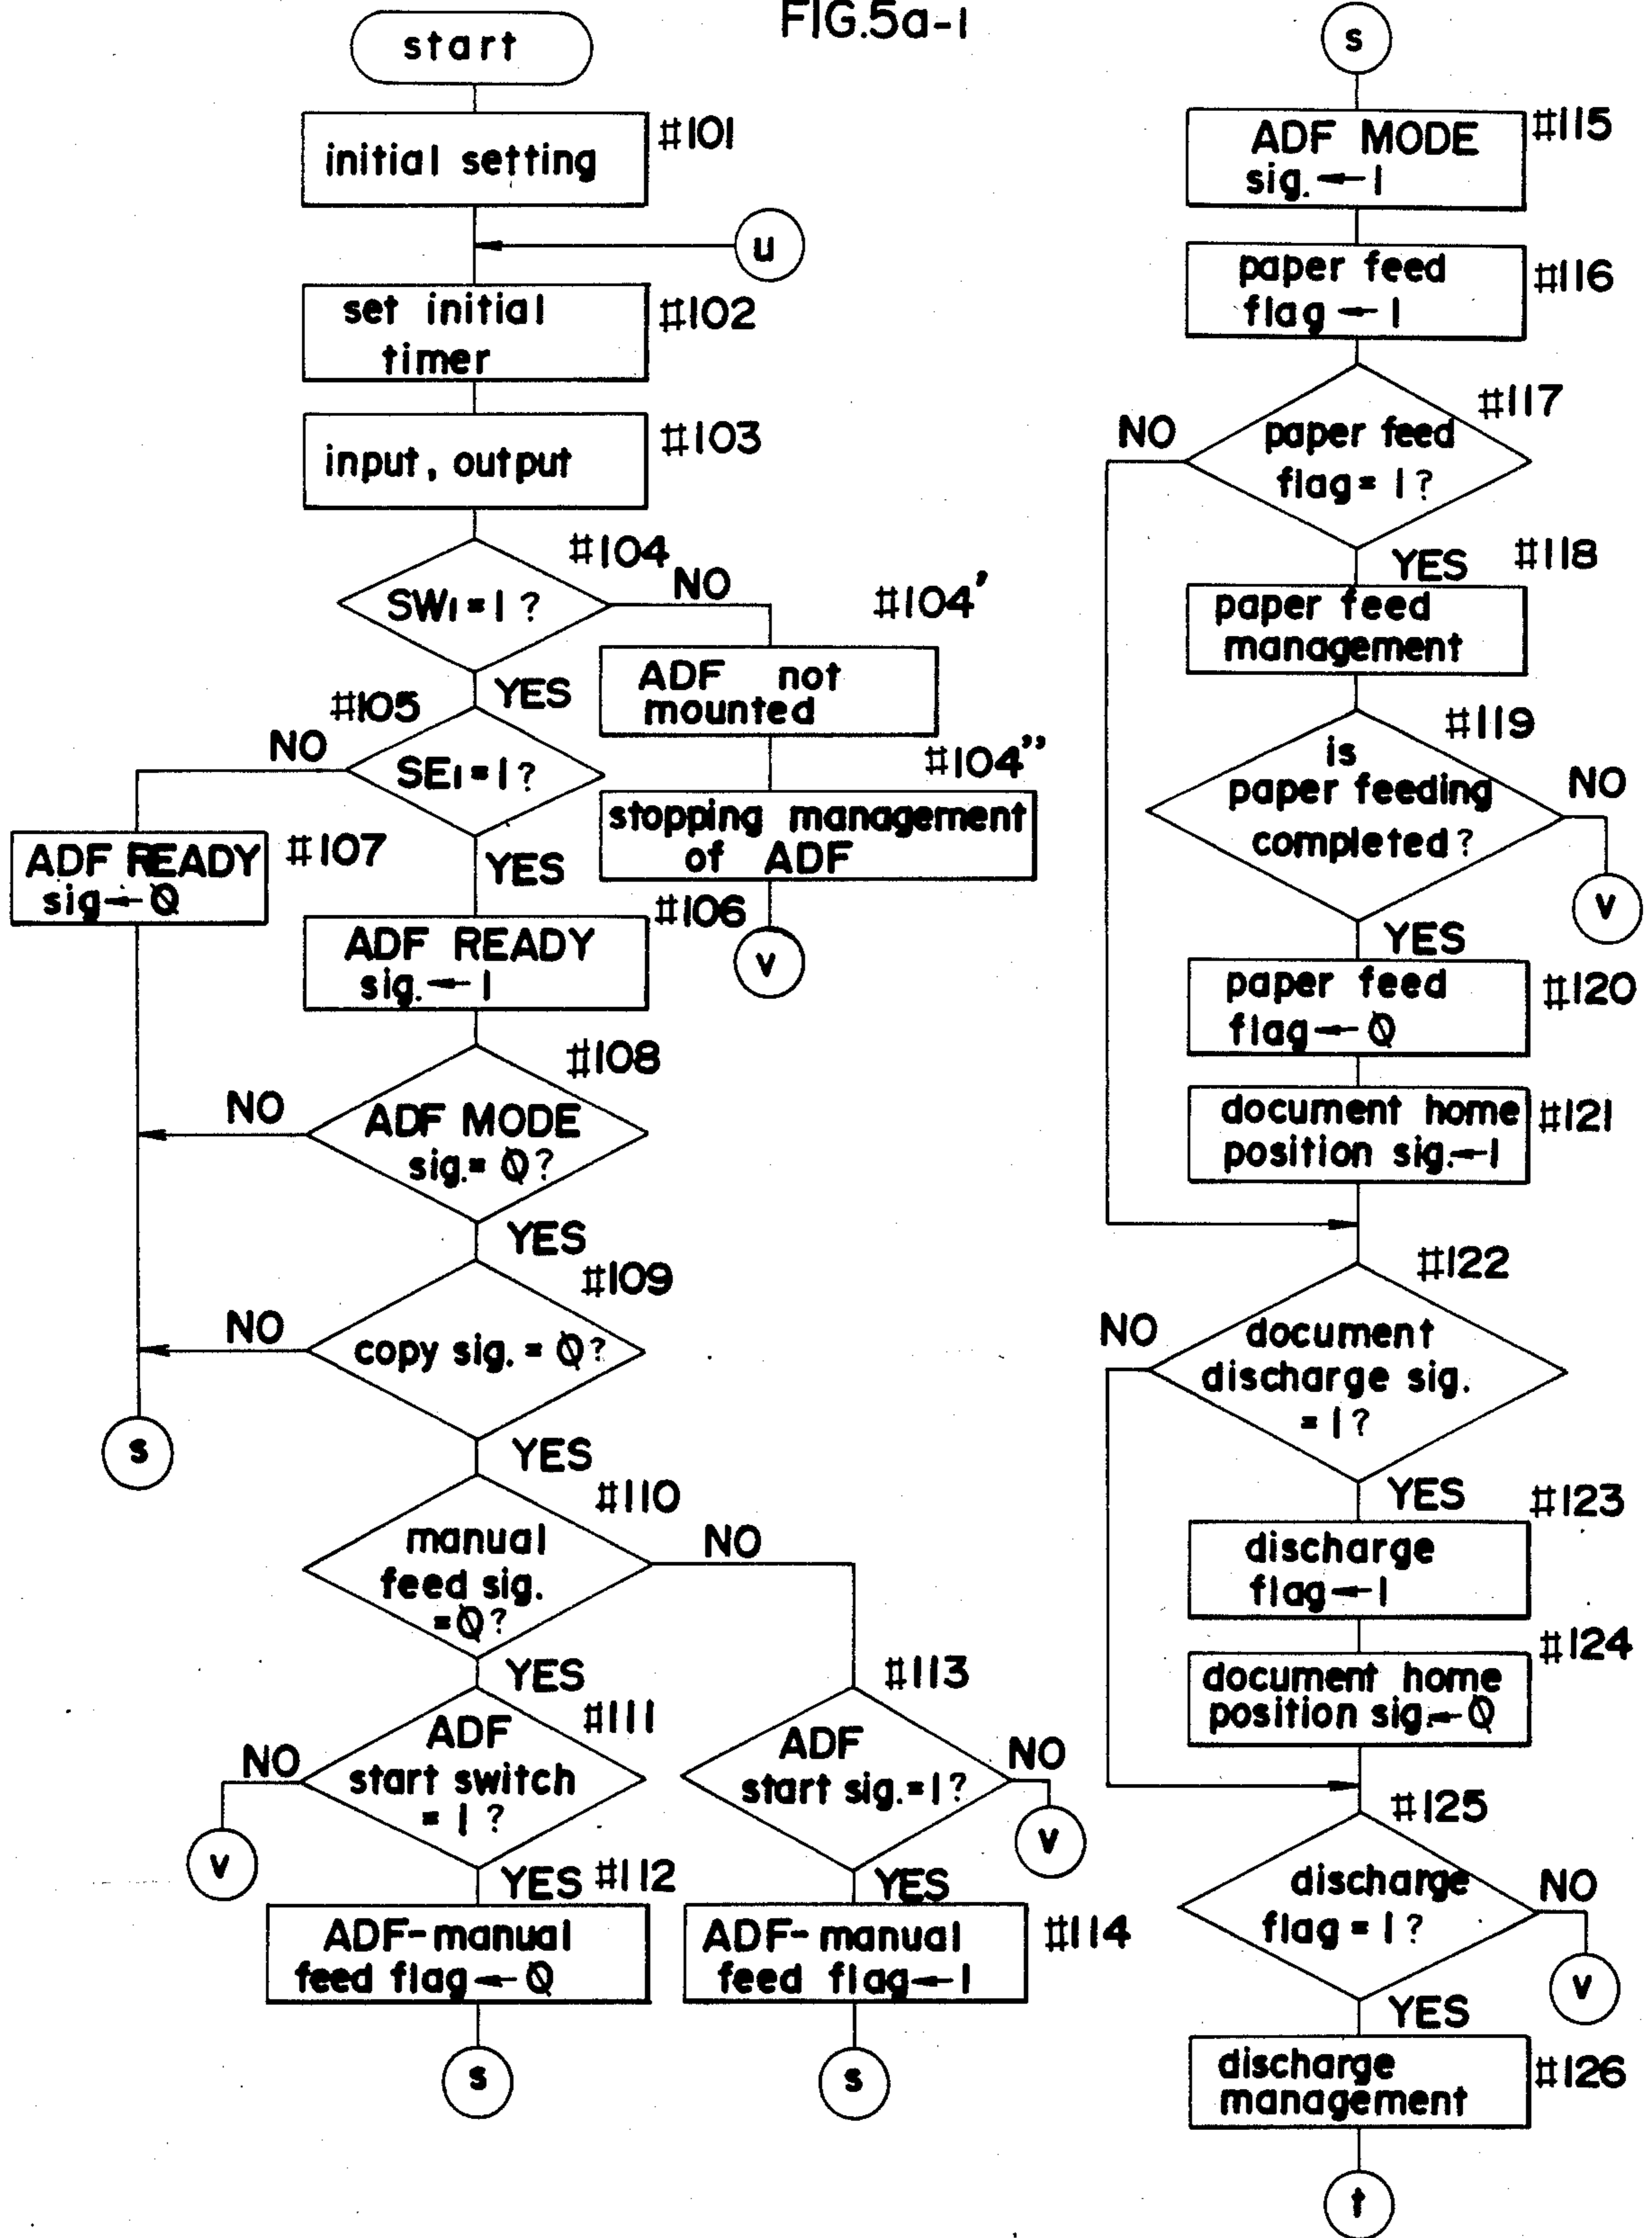 FIG.5a-1
start
initial setting
#101
u
set initial
timer
#102
input, output
#103
#104
SW1=1?
NO
YES
#104'
ADF not
mounted
#104"
stopping management
of ADF
v
#105
NO
SE1=1?
YES
ADF READY
sig←0
#107
#106
ADF READY
sig.←1
#108
NO
ADF MODE
sig.=0?
YES
#109
NO
copy sig.=0?
YES
s
#110
manual
feed sig.
=0?
NO
YES
#111
ADF
start switch
=1?
NO
v
YES
#112
ADF-manual
feed flag←0
s
#113
ADF
start sig.=1?
NO
v
YES
ADF-manual
feed flag←1
#114
s
s
ADF MODE
sig.←1
#115
paper feed
flag←1
#116
#117
NO
paper feed
flag=1?
YES
#118
paper feed
management
#119
is
paper feeding
completed?
NO
v
YES
paper feed
flag←0
#120
document home
position sig.←1
#121
#122
NO
document
discharge sig.
=1?
YES
#123
discharge
flag←1
#124
document home
position sig.←0
#125
discharge
flag=1?
NO
v
YES
discharge
management
#126
t